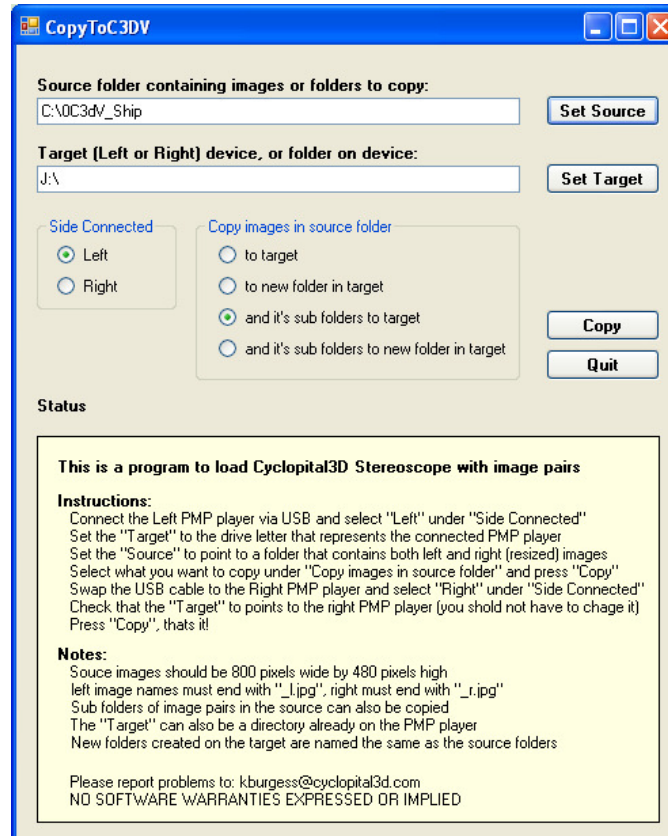 CopyToC3DV
Source folder containing images or folders to copy:
C:\0C3dV_Ship
Set Source
Target (Left or Right) device, or folder on device:
J:\
Set Target
Side Connected
Left
Right
Copy images in source folder
to target
to new folder in target
and it's sub folders to target
and it's sub folders to new folder in target
Copy
Quit
Status
This is a program to load Cyclopital3D Stereoscope with image pairs
Instructions:
Connect the Left PMP player via USB and select "Left" under "Side Connected"
Set the "Target" to the drive letter that represents the connected PMP player
Set the "Source" to point to a folder that contains both left and right (resized) images
Select what you want to copy under "Copy images in source folder" and press "Copy"
Swap the USB cable to the Right PMP player and select "Right" under "Side Connected"
Check that the "Target" to points to the right PMP player (you shold not have to chage it)
Press "Copy", thats it!
Notes:
Souce images should be 800 pixels wide by 480 pixels high
left image names must end with "_l.jpg", right must end with "_r.jpg"
Sub folders of image pairs in the source can also be copied
The "Target" can also be a directory already on the PMP player
New folders created on the target are named the same as the source folders
Please report problems to: kburgess@cyclopital3d.com
NO SOFTWARE WARRANTIES EXPRESSED OR IMPLIED